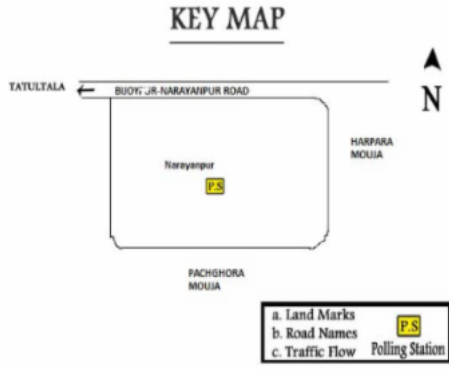 KEY MAP
N
TATULTALA
-NARAYANPUR ROAD
HARPARA
MOUJA
Narayanpur
P.S
PACHGHORA
MOUJA
a. Land Marks
b. Road Names
c. Traffic Flow
P.S
Polling Station